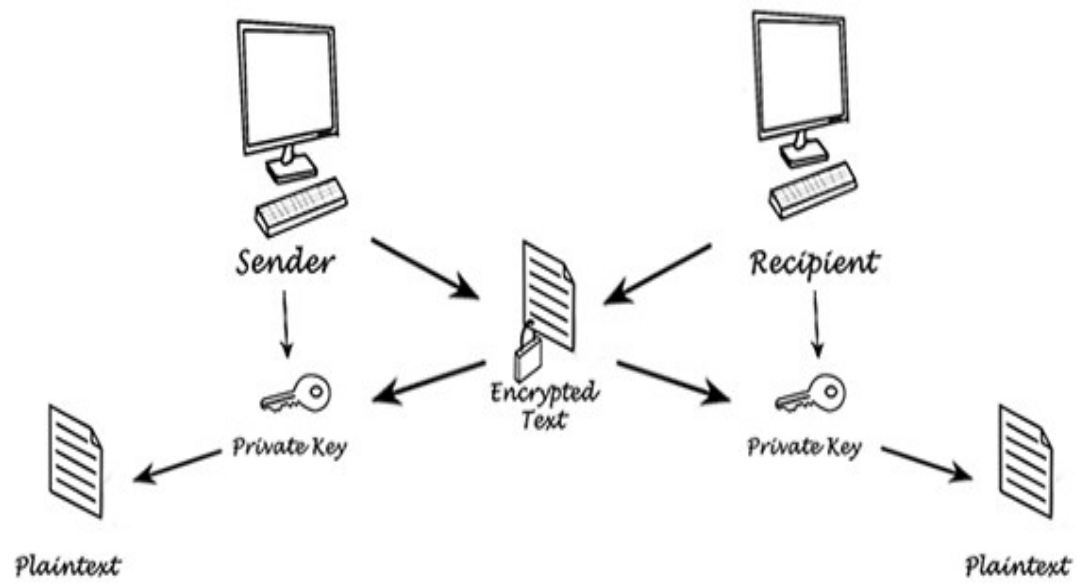 Sender
Recipient
Encrypted
Text
Private Key
Private Key
Plaintext
Plaintext